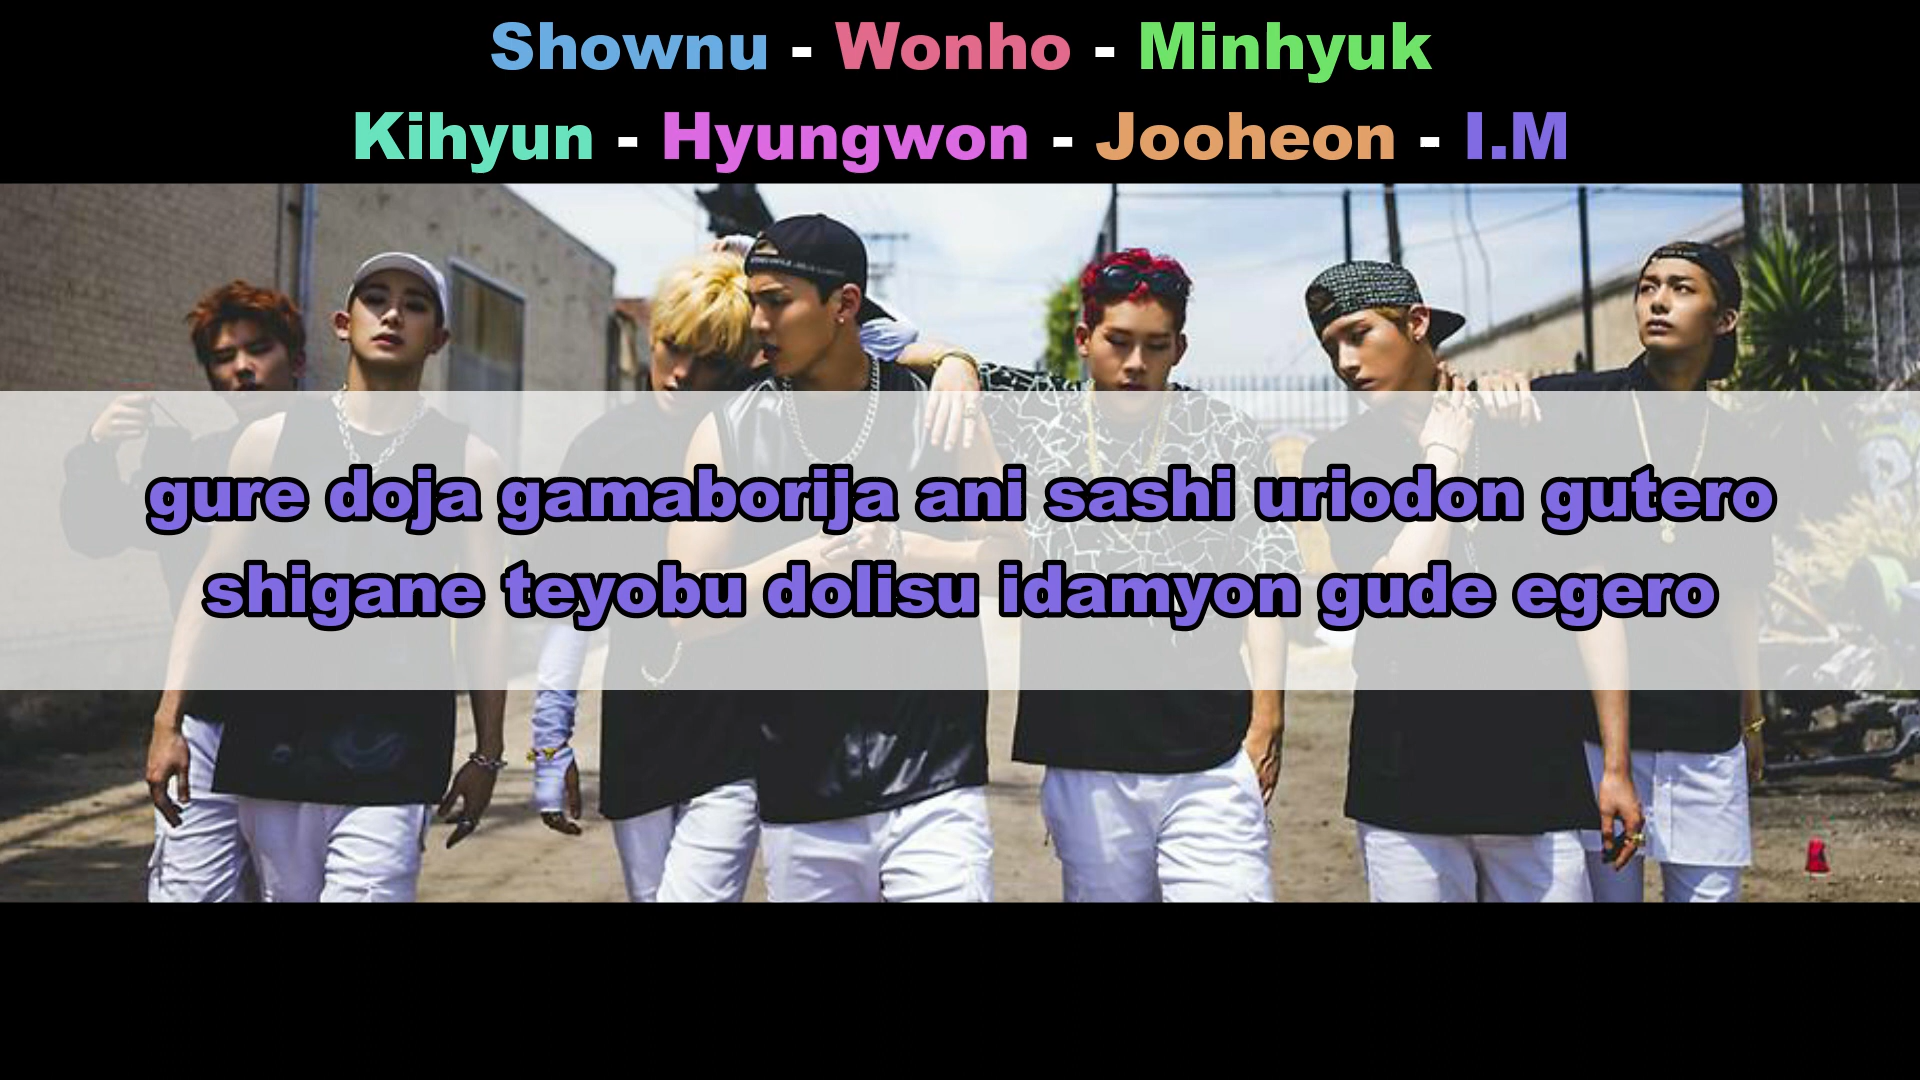 Shownu - Wonho - Minhyuk
Kihyun - Hyungwon - Jooheon - I.M
gure doja gamaborija ani sashi uriodon gutero
shigane teyobu dolisu idamyon gude egero